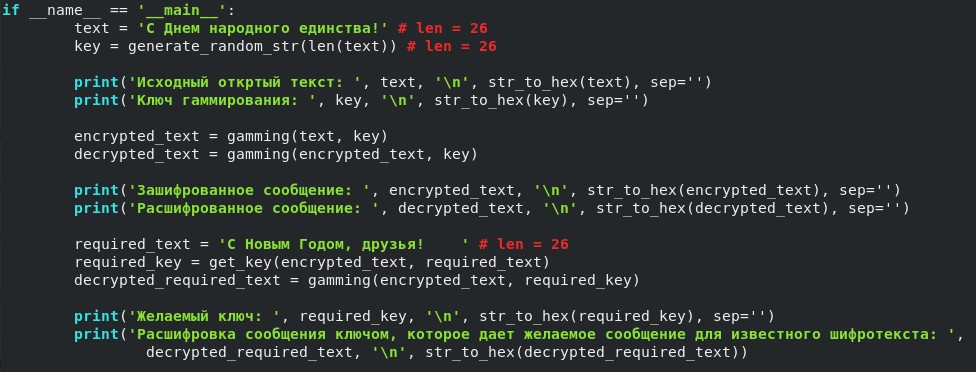 if __name__ == '__main__':
        text = 'С Днем народного единства!' # len = 26
        key = generate_random_str(len(text)) # len = 26

        print('Исходный откртый текст: ', text, '\n', str_to_hex(text), sep='')
        print('Ключ гаммирования: ', key, '\n', str_to_hex(key), sep='')

        encrypted_text = gamming(text, key)
        decrypted_text = gamming(encrypted_text, key)

        print('Зашифрованное сообщение: ', encrypted_text, '\n', str_to_hex(encrypted_text), sep='')
        print('Расшифрованное сообщение: ', decrypted_text, '\n', str_to_hex(decrypted_text), sep='')

        required_text = 'С Новым Годом, друзья!    ' # len = 26
        required_key = get_key(encrypted_text, required_text)
        decrypted_required_text = gamming(encrypted_text, required_key)

        print('Желаемый ключ: ', required_key, '\n', str_to_hex(required_key), sep='')
        print('Расшифровка сообщения ключом, которое дает желаемое сообщение для известного шифротекста: ',
                decrypted_required_text, '\n', str_to_hex(decrypted_required_text))